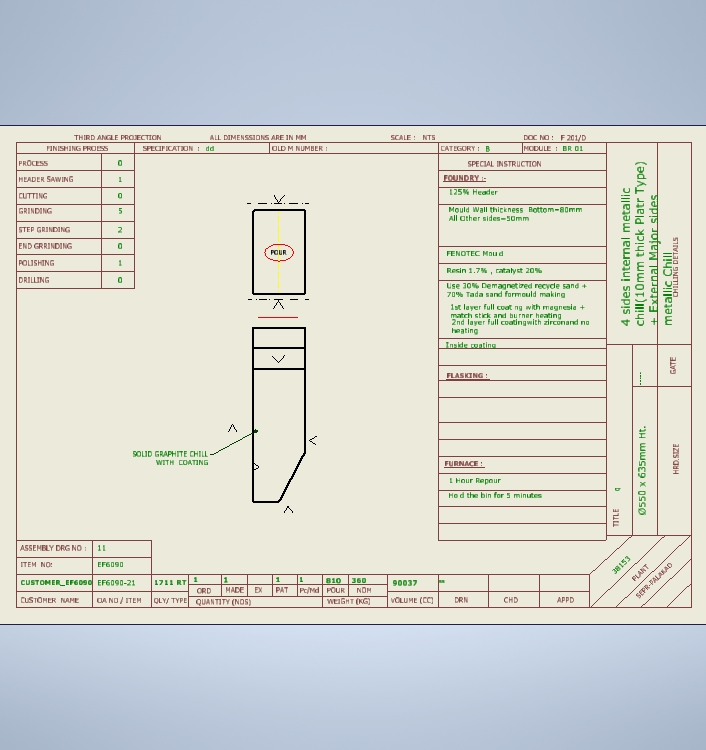 THIRD ANGLE PROJECTION ALL DIMENSSIONS ARE IN MM SCALE : NTS DOC NO : F 201/D
FINISHING PROESS SPECIFICATION : dd OLD M NUMBER : CATEGORY : B MODULE : BR 01
PROCESS 0
HEADER SAWING 1
CUTTING 0
GRINDING 5
STEP GRINDING 2
END GRRINDING 0
POLISHING 1
DRILLING 0
POUR
SOLID GRAPHITE CHILL
WITH COATING
SPECIAL INSTRUCTION
FOUNDRY :-
125% Header
Mould Wall thickness Bottom=80mm
All Other sides=50mm
FENOTEC Mould
Resin 1.7% , catalyst 20%
Use 30% Demagnetized recycle sand +
70% Tada sand formould making
1st layer full coating with magnesia +
match stick and burner heating
2nd layer full coatingwith zirconand no
heating
Inside coating
FLASKING :
FURNACE :
1 Hour Repour
Hold the bin for 5 minutes
4 sides internal metallic
chill(10mm thick Platr Type)
+ External Major sides
metallic Chill
CHILLING DETAILS
.....
GATE
Ø550 x 635mm Ht.
HRD.SIZE
TITLE
38153
PLANT
SEPR-PALAKAD
ASSEMBLY DRG NO : 11
ITEM NO: EF6090
CUSTOMER_EF6090 EF6090-21 1711 RT 1 1 1 1 810 360 90037
ORD MADE EX PAT Pc/Md POUR NOM
CUSTOMER NAME OA NO / ITEM QLY/ TYPE QUANTITY (NOS) WEIGHT (KG) VOLUME (CC) DRN CHD APPD